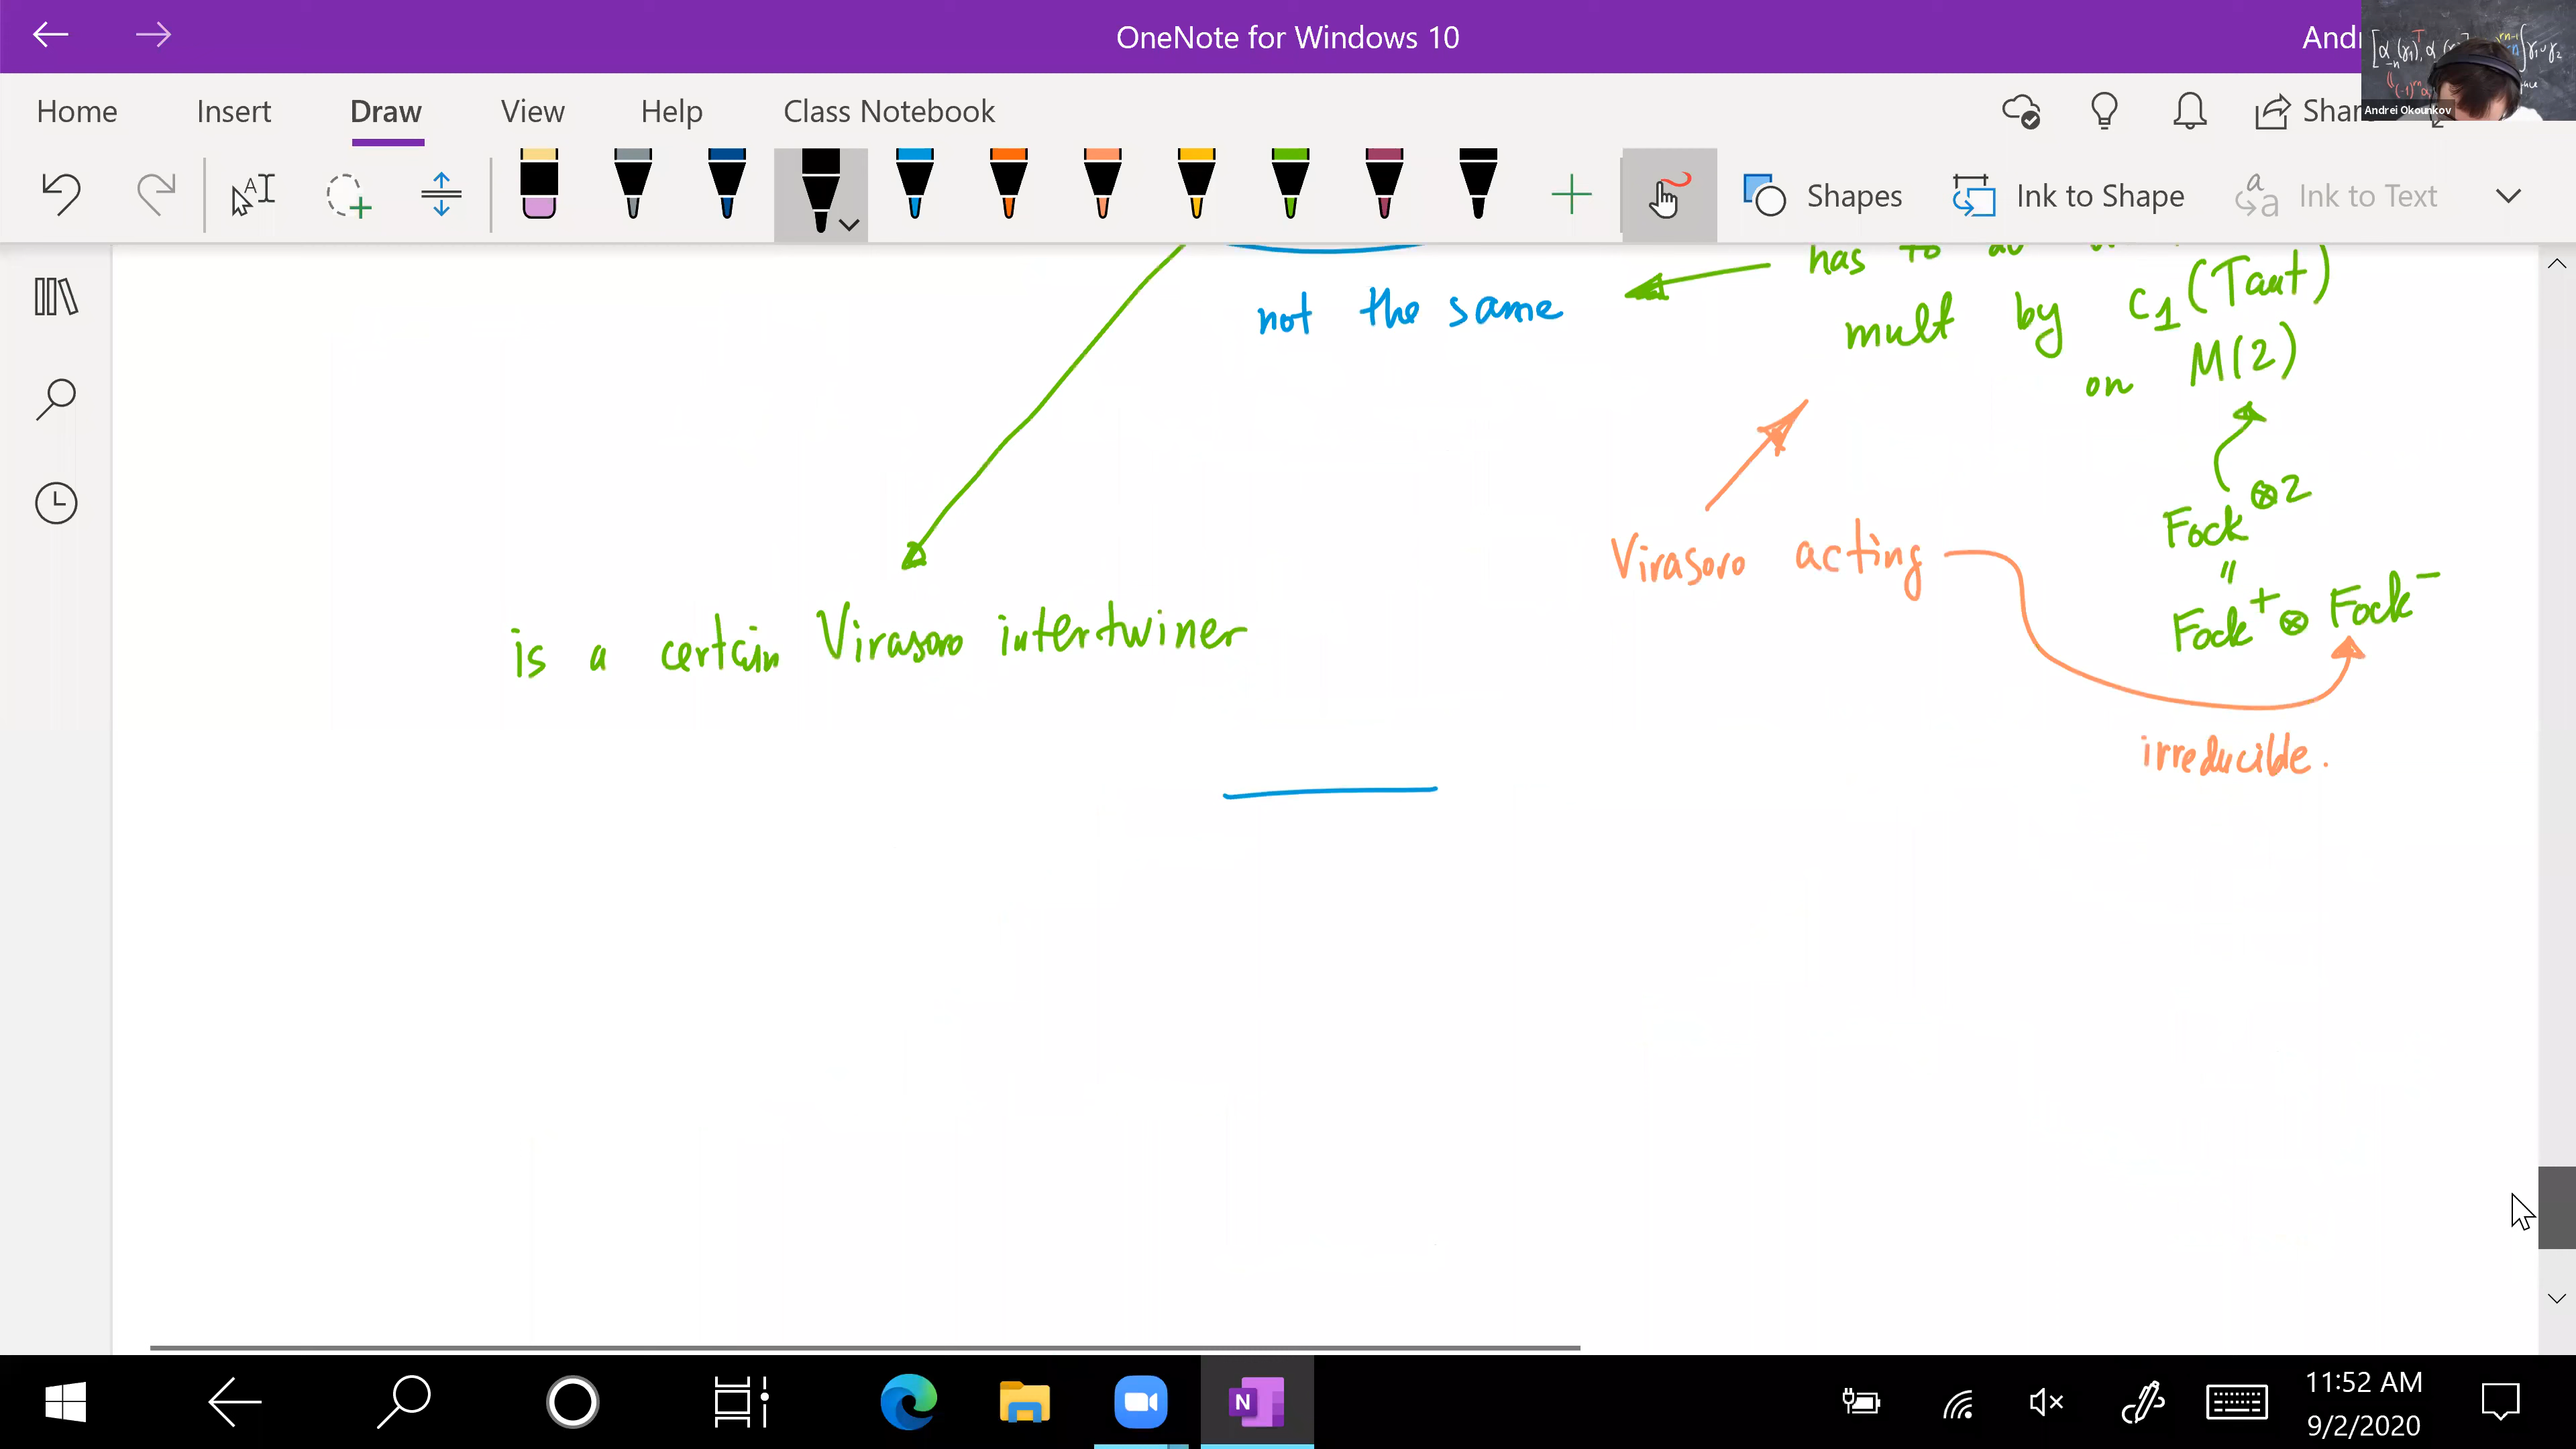 OneNote for Windows 10
Home Insert Draw View Help Class Notebook
Shapes Ink to Shape Ink to Text
Andrei Okounkov
has to
(Taut)
not the same
mult by c₁
on M(2)
Fock ⊗2
Virasoro acting
=
Fock⁺ ⊗ Fock⁻
is a certain Virasoro intertwiner
irreducible.
N
11:52 AM
9/2/2020